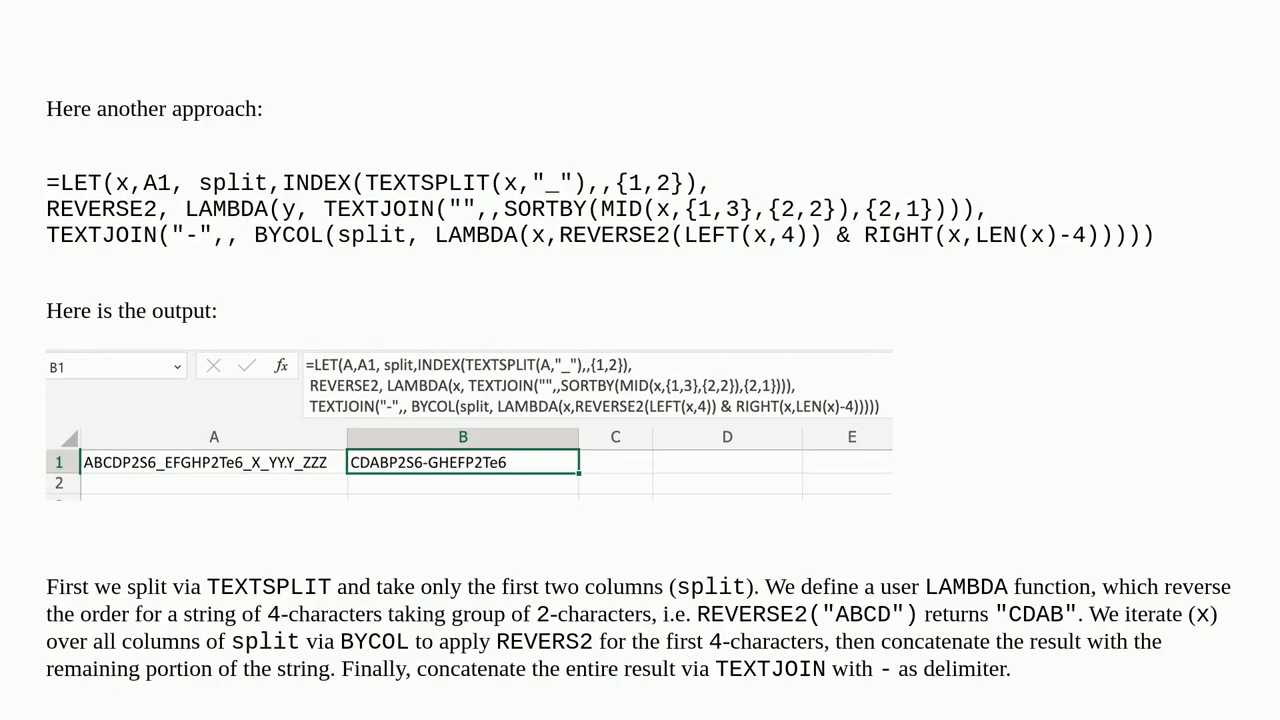 Here another approach:
=LET(x,A1, split,INDEX(TEXTSPLIT(x,"_"),,{1,2}),
REVERSE2, LAMBDA(y, TEXTJOIN("",,SORTBY(MID(x,{1,3},{2,2}),{2,1}))),
TEXTJOIN("-",, BYCOL(split, LAMBDA(x,REVERSE2(LEFT(x,4)) & RIGHT(x,LEN(x)-4)))))
Here is the output:
B1 fx =LET(A,A1, split,INDEX(TEXTSPLIT(A,"_"),,{1,2}),
REVERSE2, LAMBDA(x, TEXTJOIN("",,SORTBY(MID(x,{1,3},{2,2}),{2,1}))),
TEXTJOIN("-",, BYCOL(split, LAMBDA(x,REVERSE2(LEFT(x,4)) & RIGHT(x,LEN(x)-4)))))
A B C D E
1 ABCDP2S6_EFGHP2Te6_X_YY.Y_ZZZ CDABP2S6-GHEFP2Te6
2
First we split via TEXTSPLIT and take only the first two columns (split). We define a user LAMBDA function, which reverse
the order for a string of 4-characters taking group of 2-characters, i.e. REVERSE2("ABCD") returns "CDAB". We iterate (x)
over all columns of split via BYCOL to apply REVERS2 for the first 4-characters, then concatenate the result with the
remaining portion of the string. Finally, concatenate the entire result via TEXTJOIN with - as delimiter.